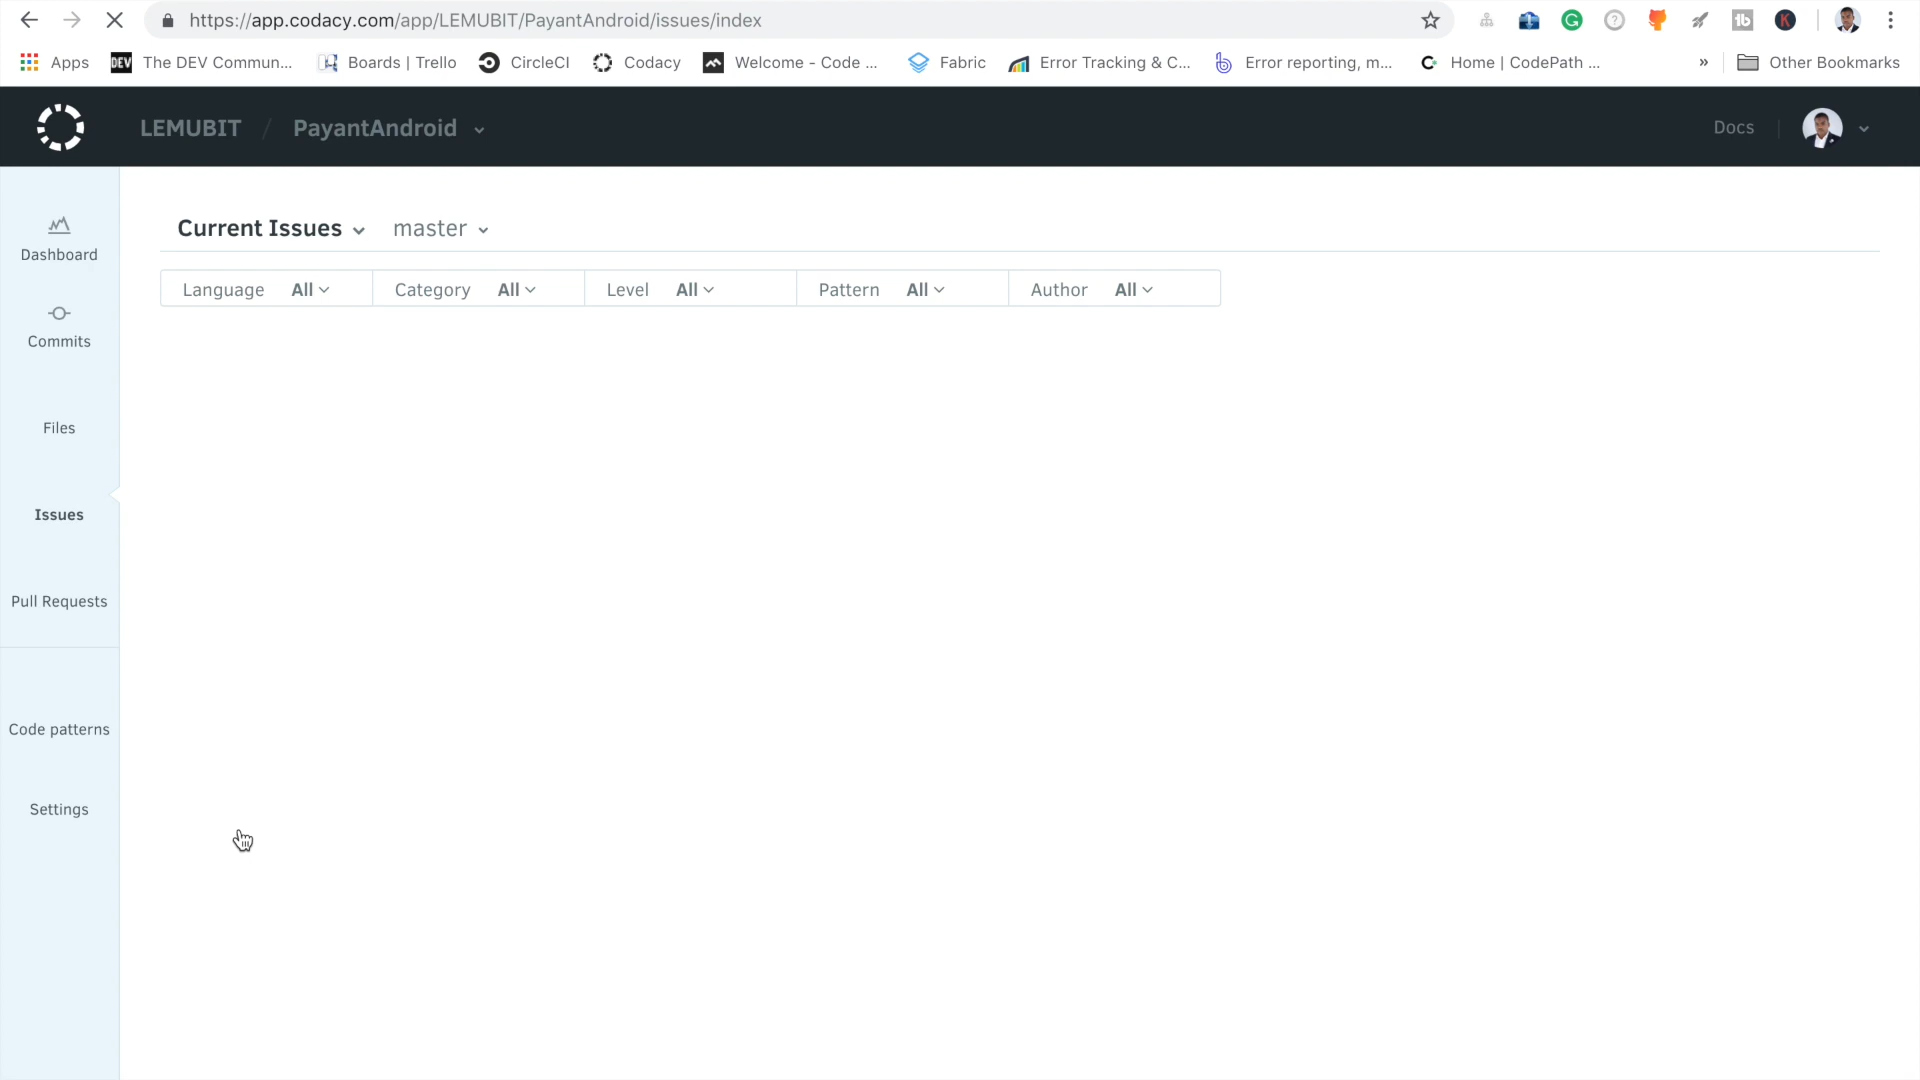 https://app.codacy.com/app/LEMUBIT/PayantAndroid/issues/index
Apps DEV The DEV Commun... Boards | Trello CircleCI Codacy Welcome - Code ... Fabric Error Tracking & C... Error reporting, m... Home | CodePath ... » Other Bookmarks
LEMUBIT / PayantAndroid Docs
Current Issues master
Language All Category All Level All Pattern All Author All
Dashboard
Commits
Files
Issues
Pull Requests
Code patterns
Settings